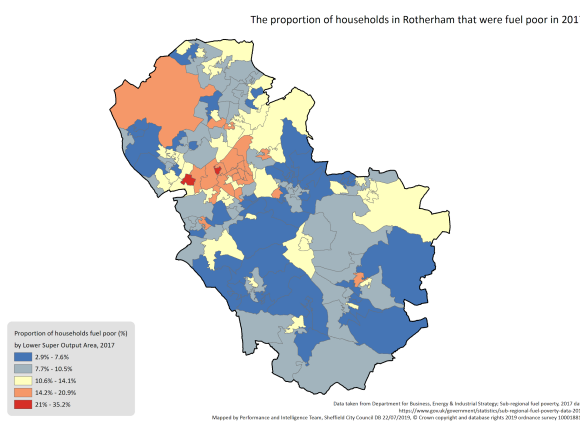 The proportion of households in Rotherham that were fuel poor in 201
Proportion of households fuel poor (%)
by Lower Super Output Area, 2017
2.9% - 7.6%
7.7% - 10.5%
10.6% - 14.1%
14.2% - 20.9%
21% - 35.2%
Data taken from Department for Business, Energy & Industrial Strategy: Sub-regional fuel poverty, 2017 da
https://www.gov.uk/government/statistics/sub-regional-fuel-poverty-data-20
Mapped by Performance and Intelligence Team, Sheffield City Council DB 22/07/2019, © Crown copyright and database rights 2019 ordnance survey